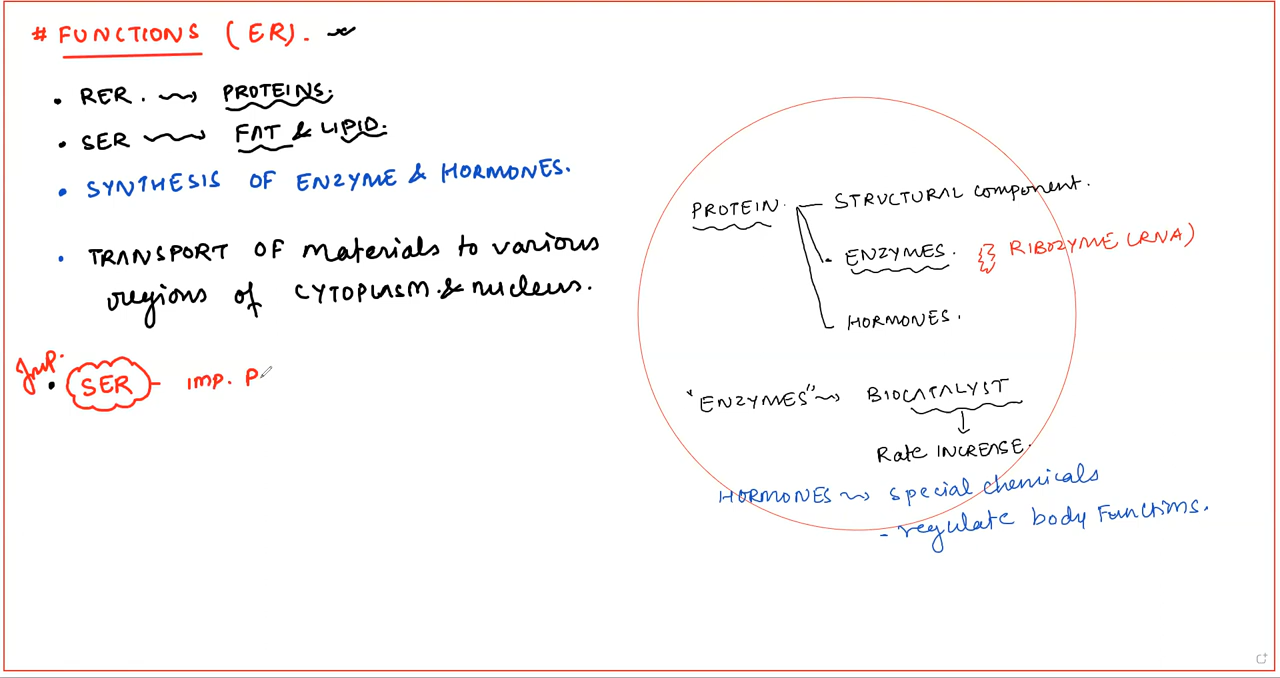 # FUNCTIONS (ER).
• RER. PROTEINS.
• SER FAT & LIPID.
• SYNTHESIS OF ENZYME & HORMONES.
• TRANSPORT OF materials to various
regions of CYTOPLASM & nucleus.
Imp.
• SER - Imp. P
PROTEIN. STRUCTURAL component.
ENZYMES. RIBOZYME (RNA)
HORMONES.
"ENZYMES" BIOCATALYST
Rate INCREASE.
HORMONES special chemicals
- regulate body Functions.